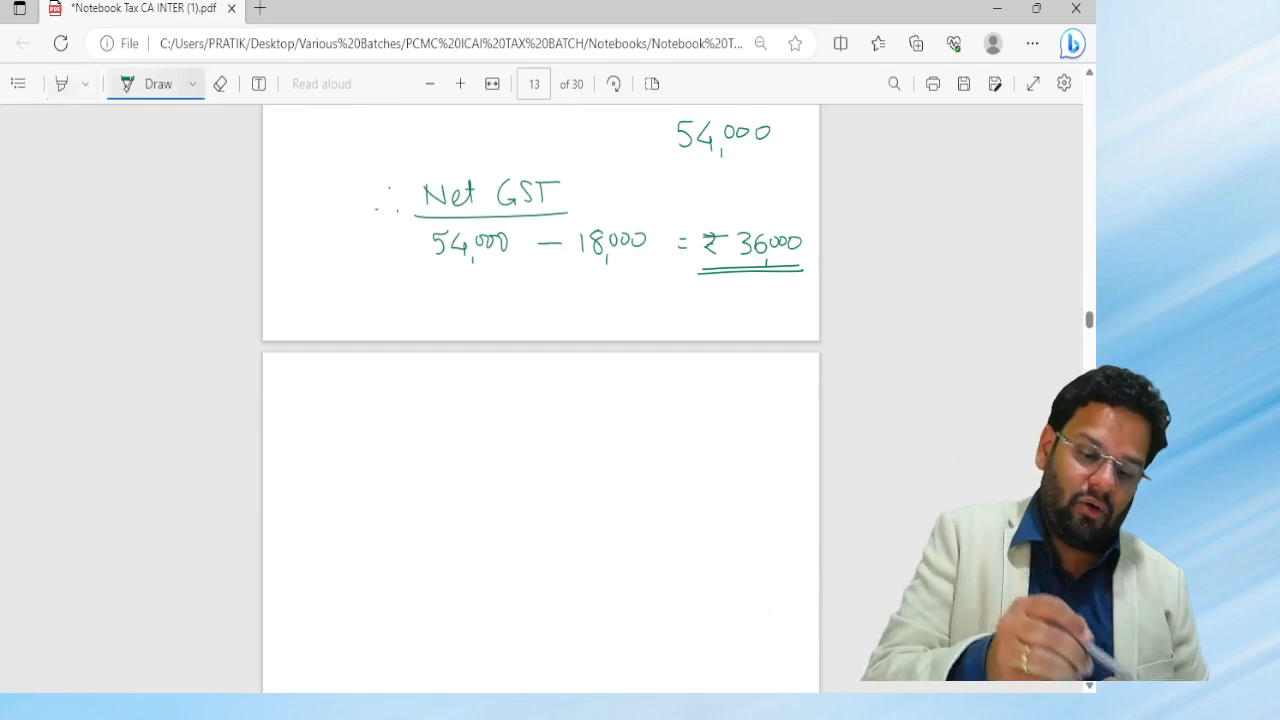 *Notebook Tax CA INTER (1).pdf
File C:/Users/PRATIK/Desktop/Various%20Batches/PCMC%20ICAI%20TAX%20BATCH/Notebooks/Notebook%20T...
Draw Read aloud 13 of 30
54,000
∴ Net GST
54,000 — 18,000 = ₹ 36,000